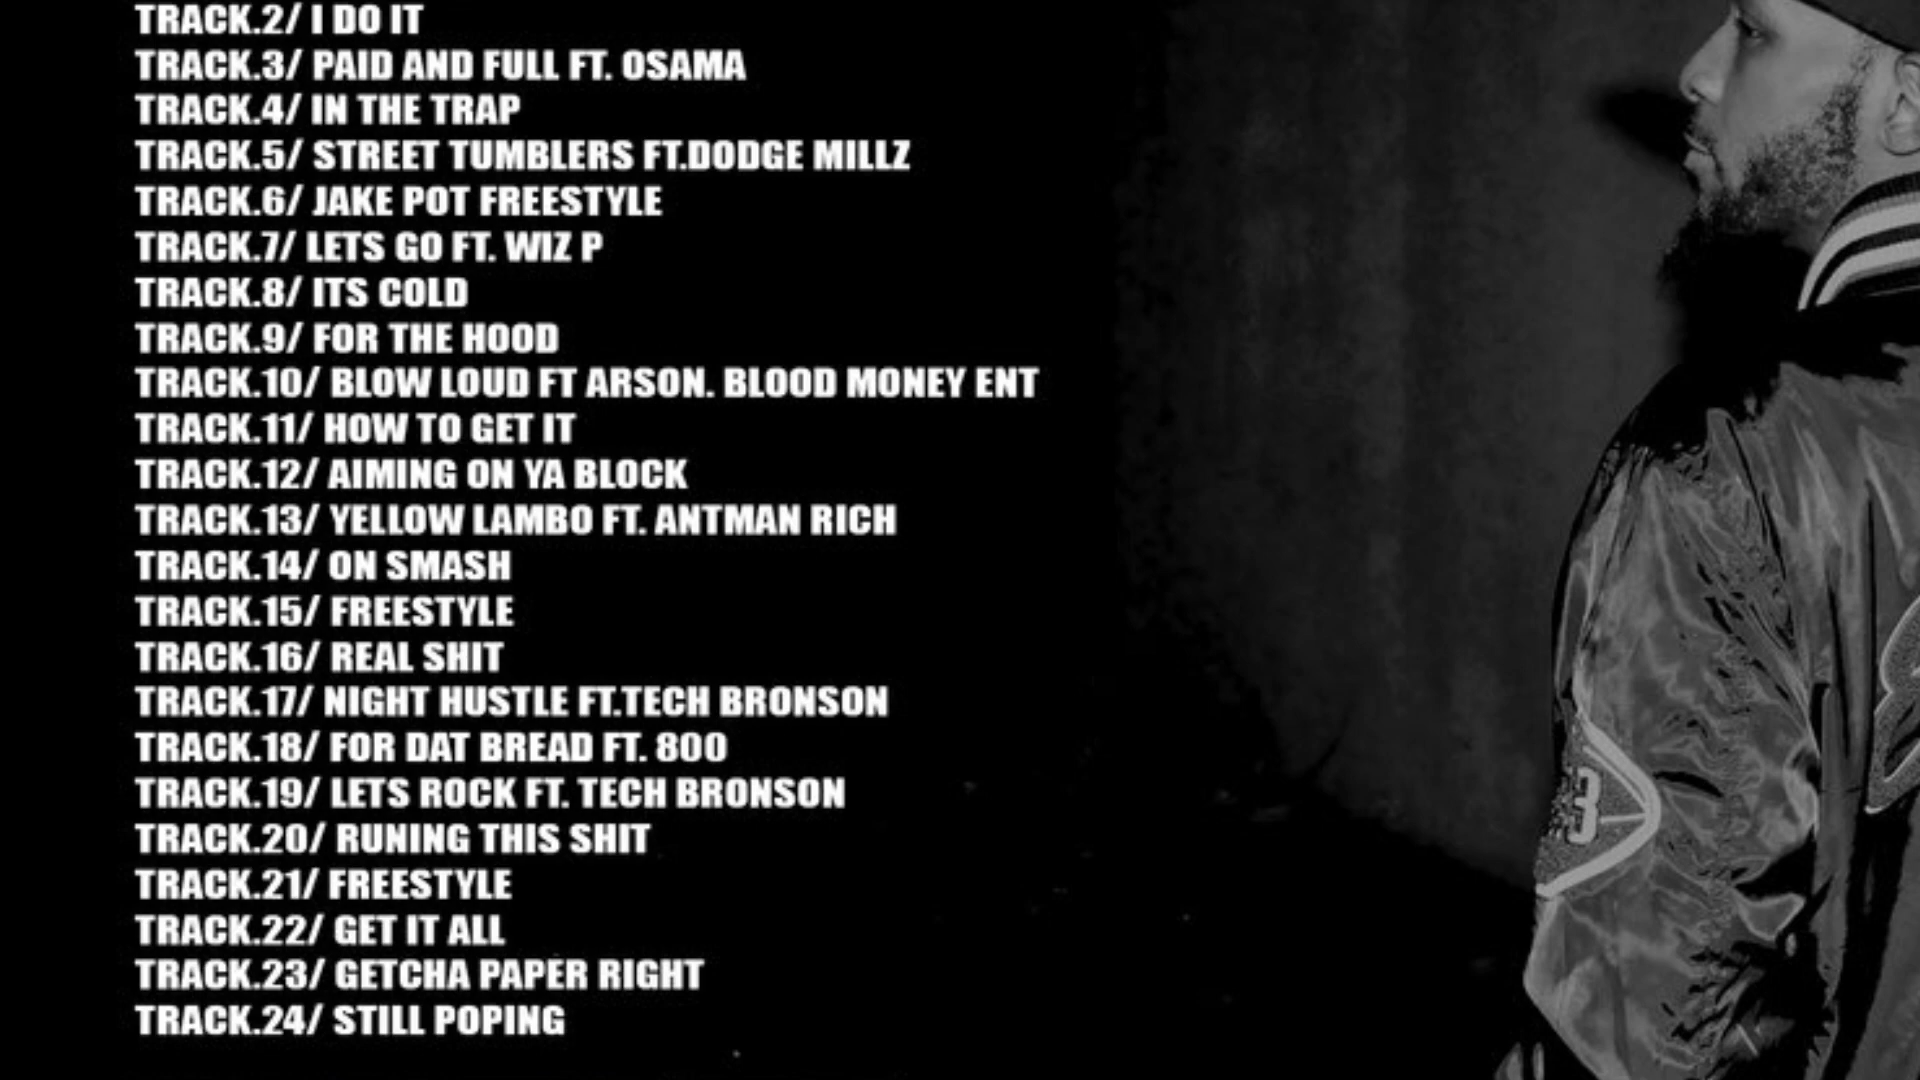 TRACK.2/ I DO IT
TRACK.3/ PAID AND FULL FT. OSAMA
TRACK.4/ IN THE TRAP
TRACK.5/ STREET TUMBLERS FT.DODGE MILLZ
TRACK.6/ JAKE POT FREESTYLE
TRACK.7/ LETS GO FT. WIZ P
TRACK.8/ ITS COLD
TRACK.9/ FOR THE HOOD
TRACK.10/ BLOW LOUD FT ARSON. BLOOD MONEY ENT
TRACK.11/ HOW TO GET IT
TRACK.12/ AIMING ON YA BLOCK
TRACK.13/ YELLOW LAMBO FT. ANTMAN RICH
TRACK.14/ ON SMASH
TRACK.15/ FREESTYLE
TRACK.16/ REAL SHIT
TRACK.17/ NIGHT HUSTLE FT.TECH BRONSON
TRACK.18/ FOR DAT BREAD FT. 800
TRACK.19/ LETS ROCK FT. TECH BRONSON
TRACK.20/ RUNING THIS SHIT
TRACK.21/ FREESTYLE
TRACK.22/ GET IT ALL
TRACK.23/ GETCHA PAPER RIGHT
TRACK.24/ STILL POPING